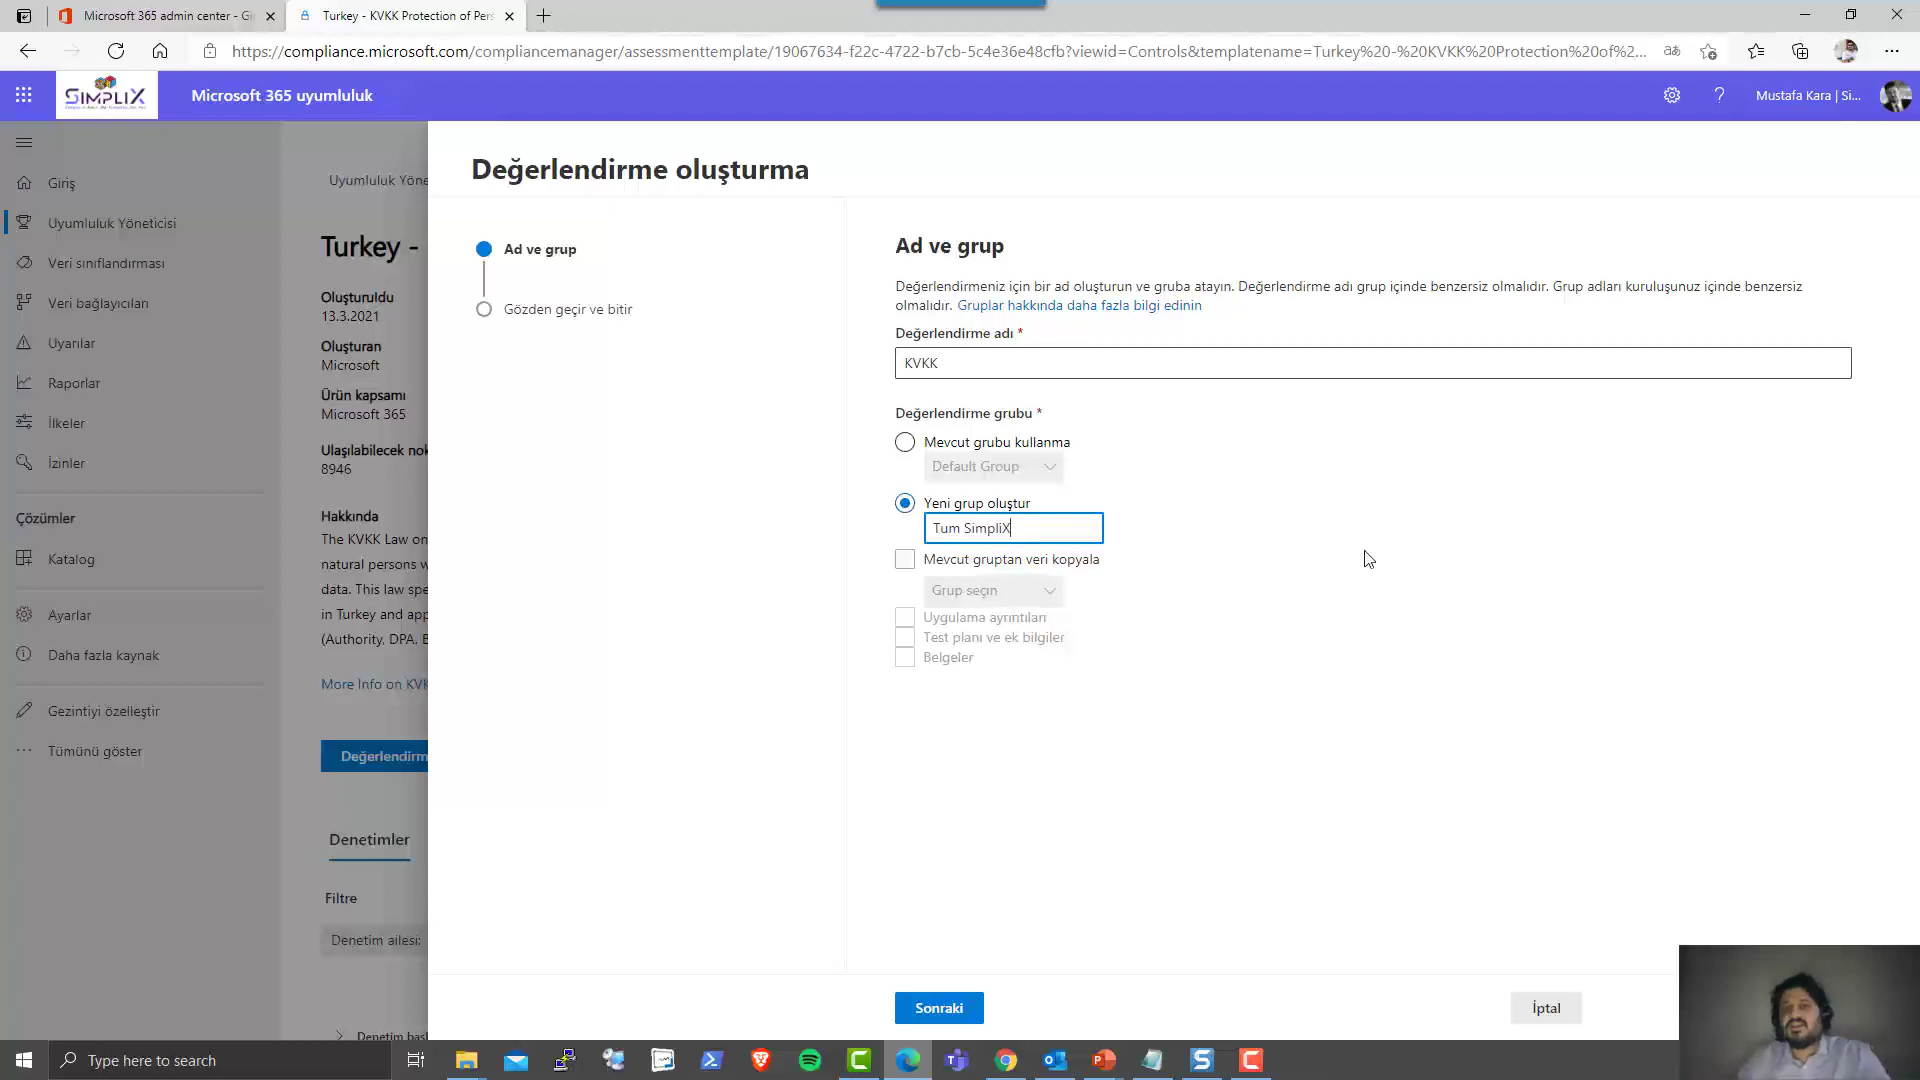 Microsoft 365 admin center - Gi
Turkey - KVKK Protection of Pers
https://compliance.microsoft.com/compliancemanager/assessmenttemplate/19067634-f22c-4722-b7cb-5c4e36e48cfb?viewid=Controls&templatename=Turkey%20-%20KVKK%20Protection%20of%2...
SIMPLIX
Microsoft 365 uyumluluk
Mustafa Kara | Si...
Giriş
Uyumluluk Yöneticisi
Veri sınıflandırması
Veri bağlayıcıları
Uyarılar
Raporlar
İlkeler
İzinler
Çözümler
Katalog
Ayarlar
Daha fazla kaynak
Gezintiyi özelleştir
Tümünü göster
Uyumluluk Yöne
Turkey -
Oluşturuldu
13.3.2021
Oluşturan
Microsoft
Ürün kapsamı
Microsoft 365
Ulaşılabilecek nok
8946
Hakkında
The KVKK Law on
natural persons w
data. This law spe
in Turkey and app
(Authority, DPA, B
More Info on KVK
Değerlendirm
Denetimler
Filtre
Denetim ailesi:
Denetim başl
Değerlendirme oluşturma
Ad ve grup
Gözden geçir ve bitir
Ad ve grup
Değerlendirmeniz için bir ad oluşturun ve gruba atayın. Değerlendirme adı grup içinde benzersiz olmalıdır. Grup adları kuruluşunuz içinde benzersiz
olmalıdır. Gruplar hakkında daha fazla bilgi edinin
Değerlendirme adı *
KVKK
Değerlendirme grubu *
Mevcut grubu kullanma
Default Group
Yeni grup oluştur
Tum SimpliX
Mevcut gruptan veri kopyala
Grup seçin
Uygulama ayrıntıları
Test planı ve ek bilgiler
Belgeler
Sonraki
İptal
Type here to search